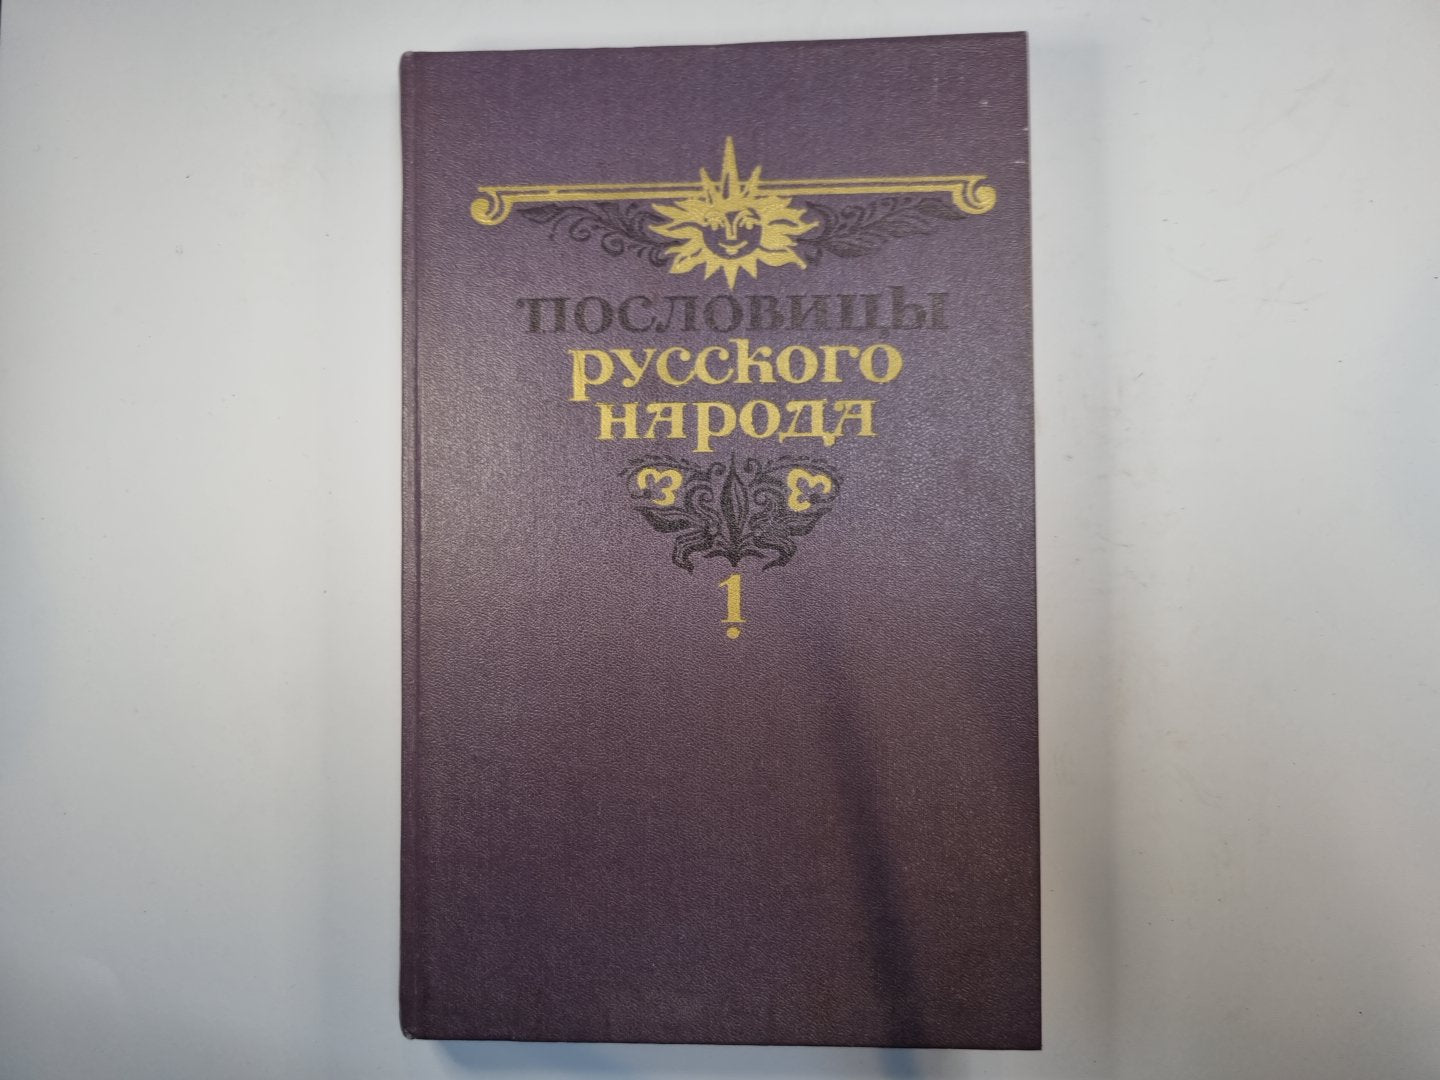 пословицы
русского
народа
1